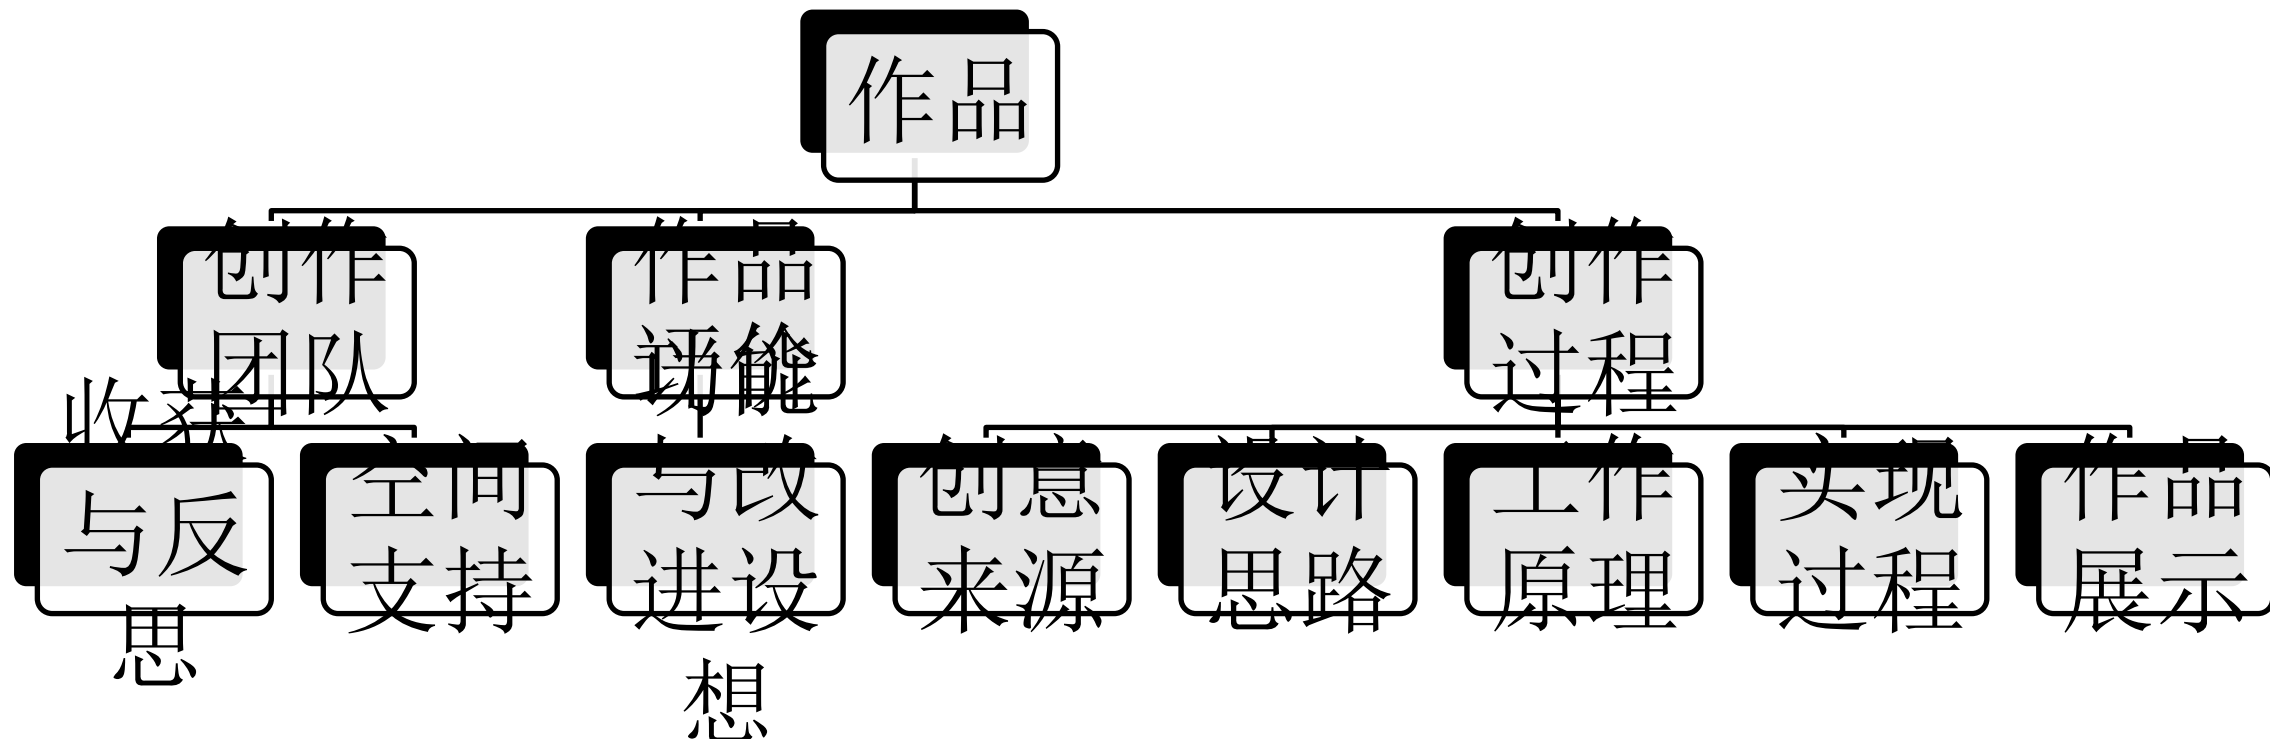 作品
创作
团队
作品
功能
创作
过程
收获
与反
思
空间
支持
评价
与改
进设
想
创意
来源
设计
思路
工作
原理
实现
过程
作品
展示